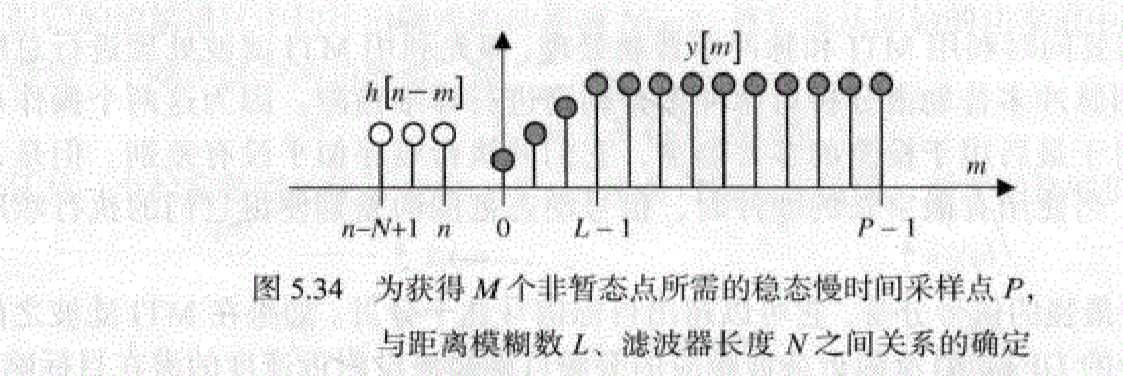 y[m]
h[n−m]
m
n−N+1 n 0 L−1 P−1
图 5.34 为获得 M 个非暂态点所需的稳态慢时间采样点 P,
与距离模糊数 L、滤波器长度 N 之间关系的确定